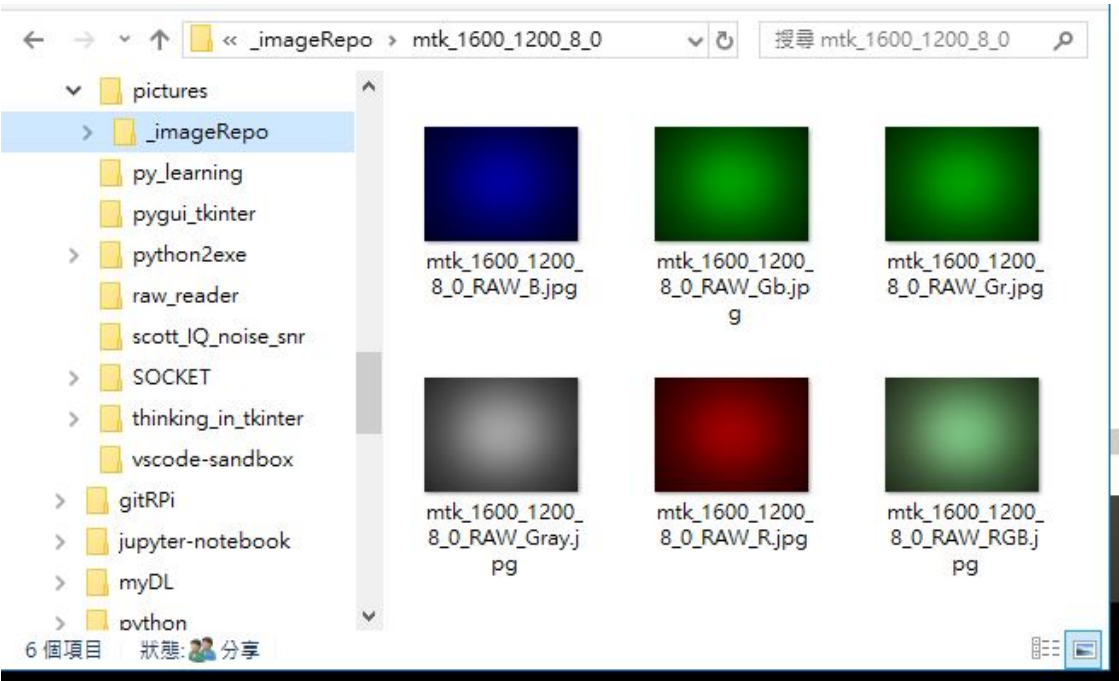 « _imageRepo > mtk_1600_1200_8_0
搜尋 mtk_1600_1200_8_0
pictures
_imageRepo
py_learning
pygui_tkinter
python2exe
raw_reader
scott_IQ_noise_snr
SOCKET
thinking_in_tkinter
vscode-sandbox
gitRPi
jupyter-notebook
myDL
python
mtk_1600_1200_
8_0_RAW_B.jpg
mtk_1600_1200_
8_0_RAW_Gb.jp
g
mtk_1600_1200_
8_0_RAW_Gr.jpg
mtk_1600_1200_
8_0_RAW_Gray.j
pg
mtk_1600_1200_
8_0_RAW_R.jpg
mtk_1600_1200_
8_0_RAW_RGB.j
pg
6 個項目
狀態: 分享